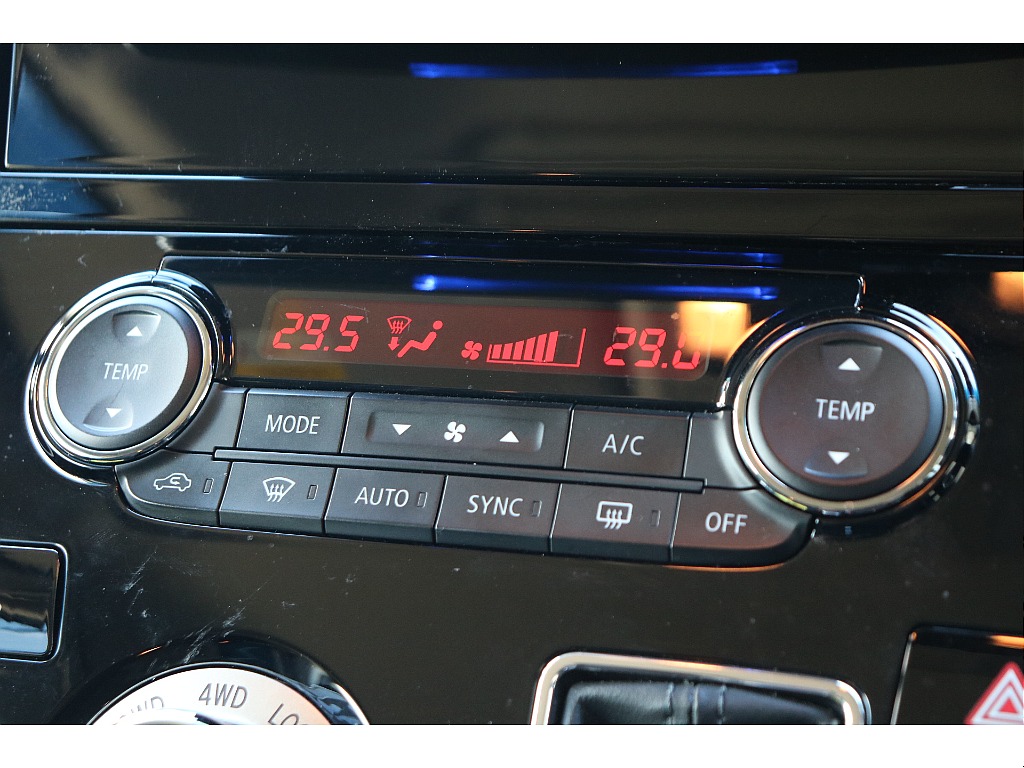 29.5 29.0
TEMP
TEMP
MODE
A/C
AUTO
SYNC
OFF
4WD